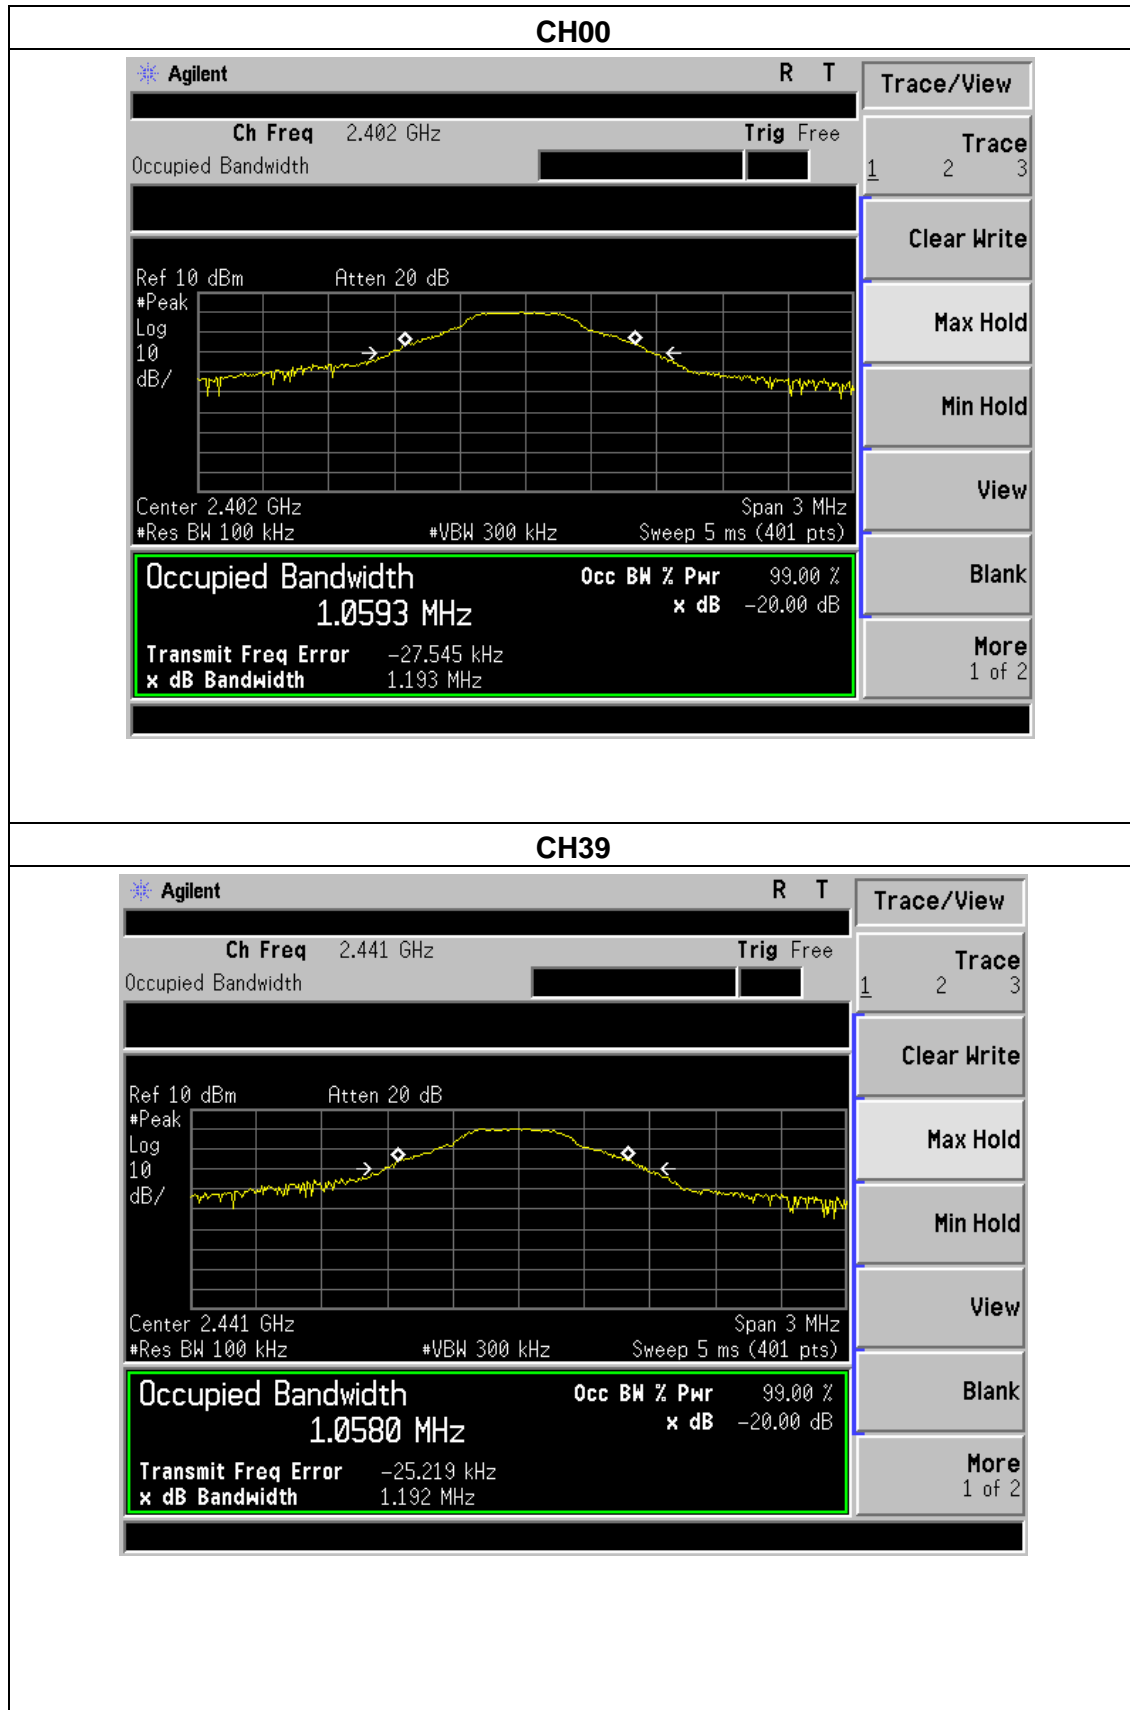 CH00
Agilent R T
Trace/View
Ch Freq 2.402 GHz Trig Free
Occupied Bandwidth
Trace
1 2 3
Clear Write
Ref 10 dBm Atten 20 dB
#Peak
Log
10
dB/
Max Hold
Min Hold
View
Center 2.402 GHz Span 3 MHz
#Res BW 100 kHz #VBW 300 kHz Sweep 5 ms (401 pts)
Occupied Bandwidth Occ BW % Pwr 99.00 %
1.0593 MHz x dB -20.00 dB
Blank
Transmit Freq Error -27.545 kHz
x dB Bandwidth 1.193 MHz
More
1 of 2
CH39
Agilent R T
Trace/View
Ch Freq 2.441 GHz Trig Free
Occupied Bandwidth
Trace
1 2 3
Clear Write
Ref 10 dBm Atten 20 dB
#Peak
Log
10
dB/
Max Hold
Min Hold
View
Center 2.441 GHz Span 3 MHz
#Res BW 100 kHz #VBW 300 kHz Sweep 5 ms (401 pts)
Occupied Bandwidth Occ BW % Pwr 99.00 %
1.0580 MHz x dB -20.00 dB
Blank
Transmit Freq Error -25.219 kHz
x dB Bandwidth 1.192 MHz
More
1 of 2